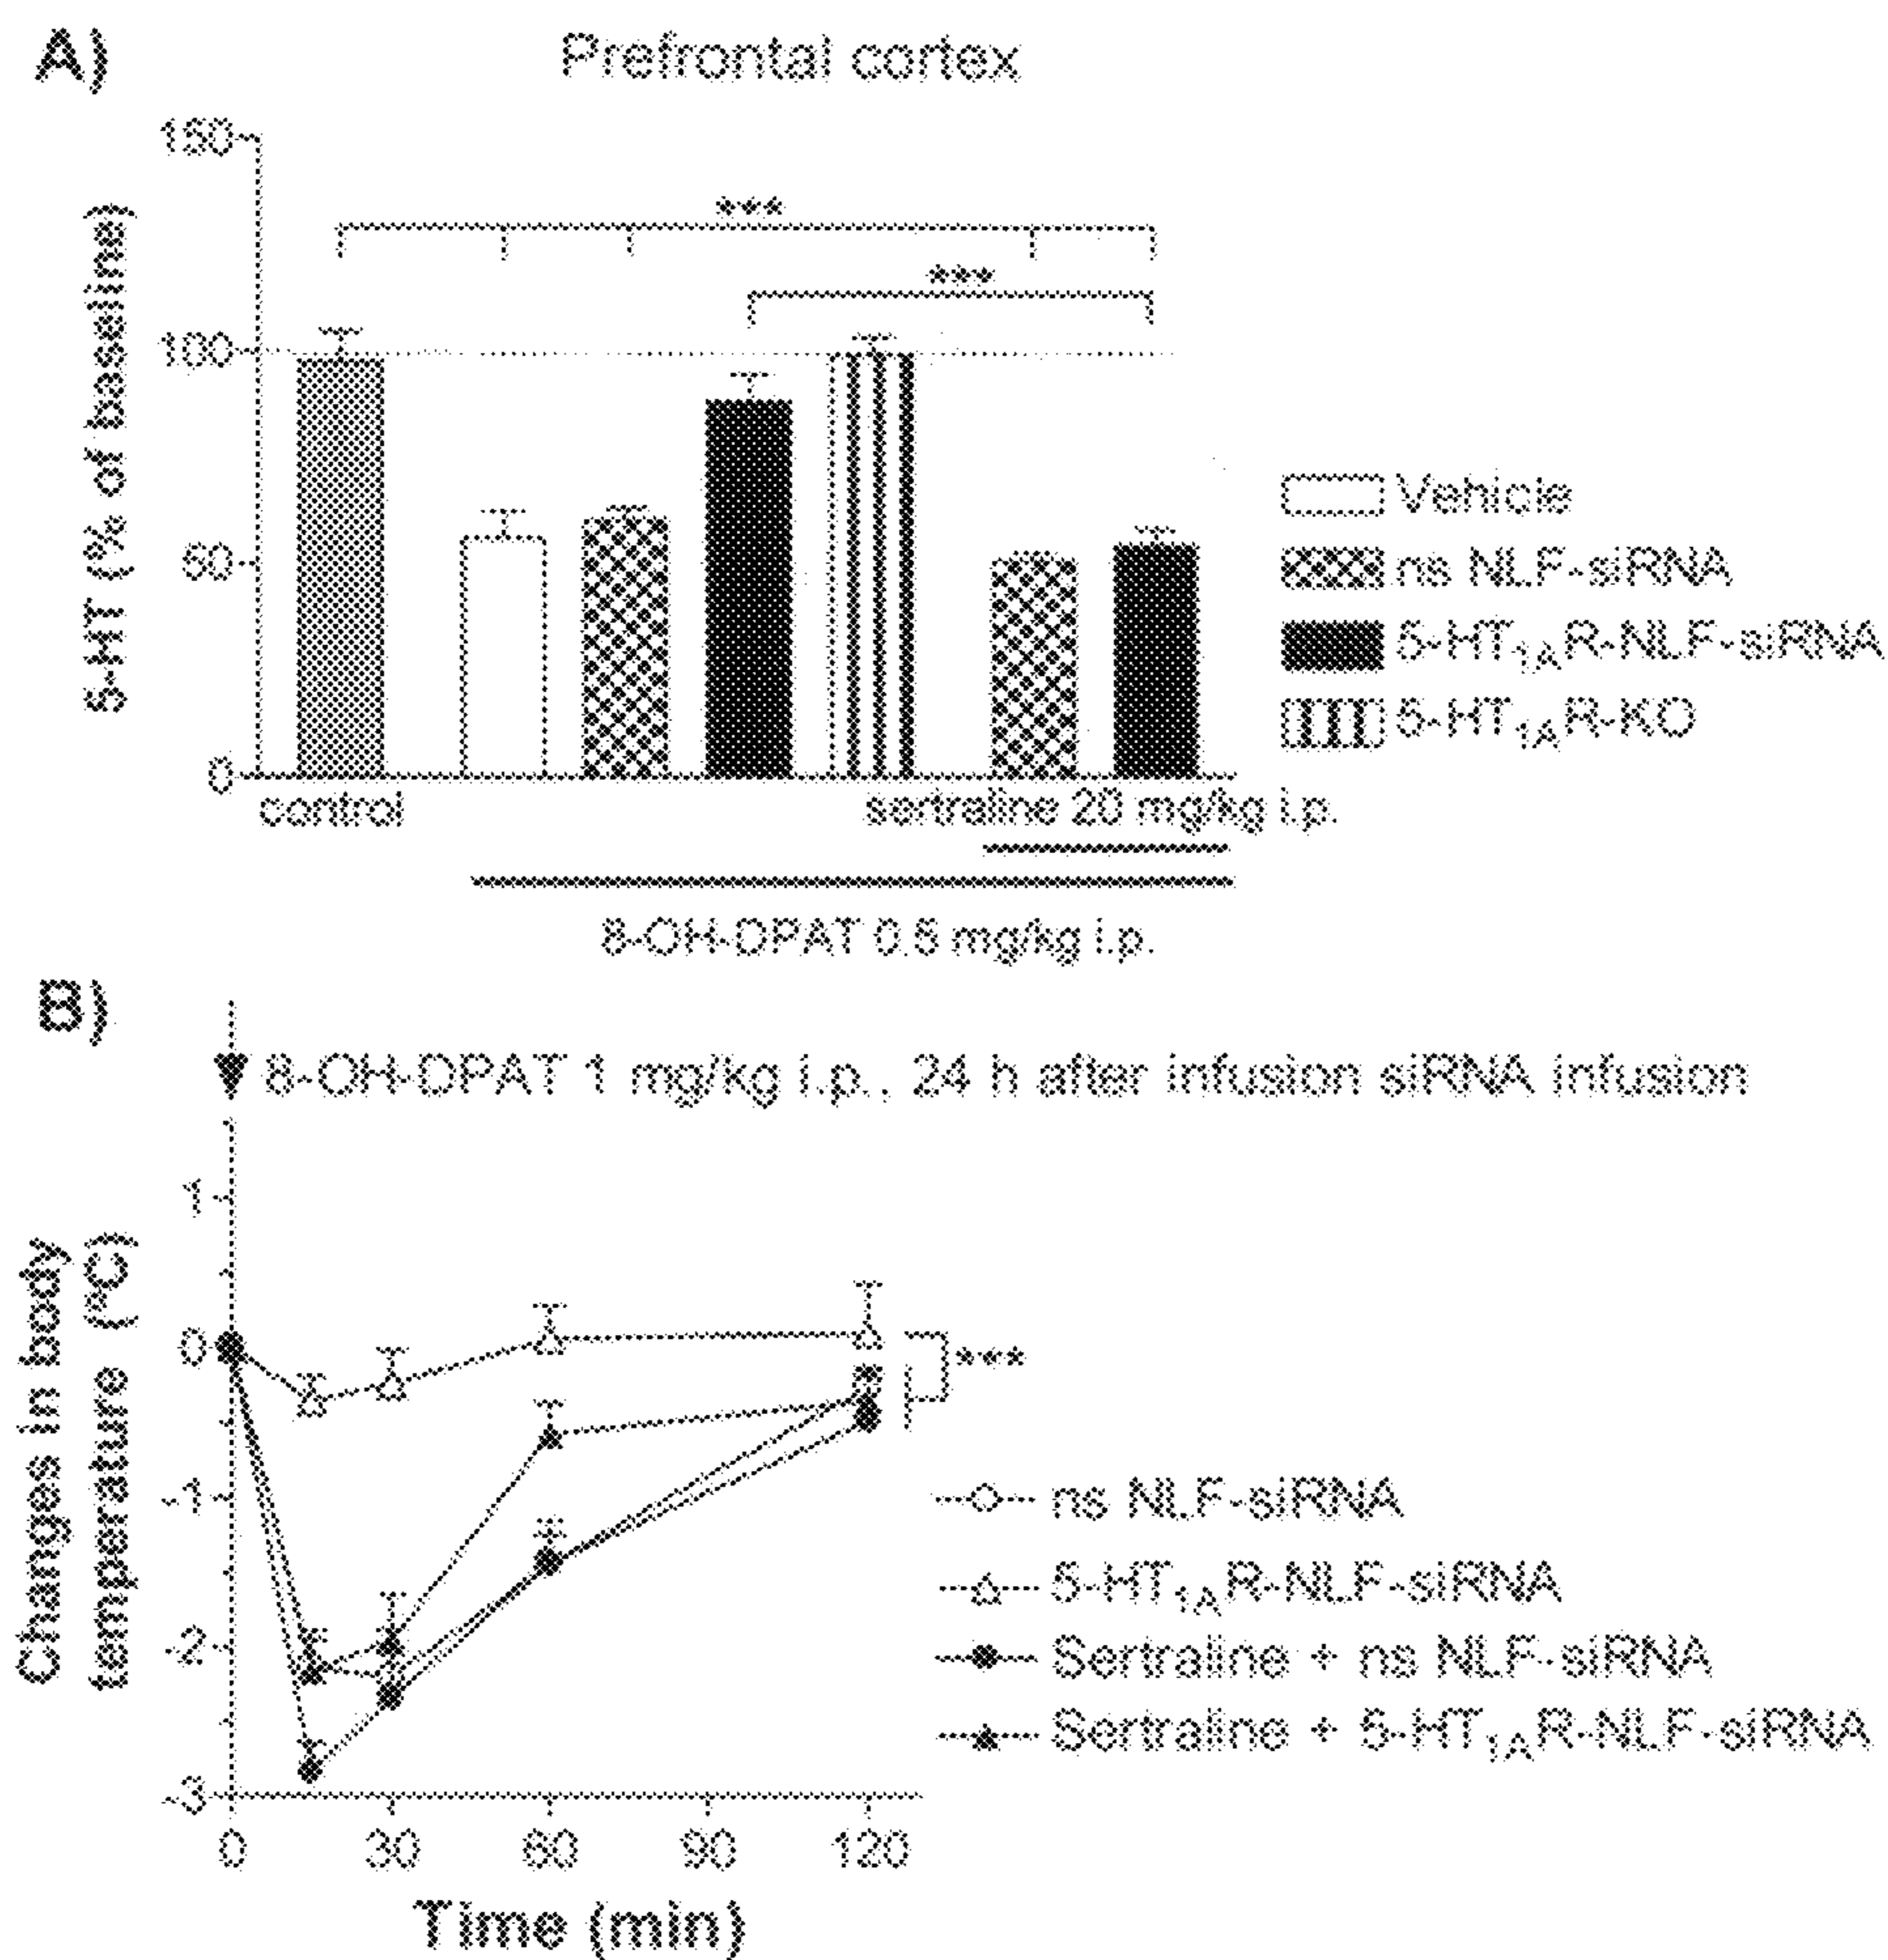 A)
Prefrontal cortex
5-HT (% of baseline)
150
100
50
0
***
***
control
sertraline 20 mg/kg i.p.
8-OH-DPAT 0.5 mg/kg i.p.
Vehicle
ns NLF-siRNA
5-HT1AR-NLF-siRNA
5-HT1AR-KO
B)
8-OH-DPAT 1 mg/kg i.p., 24 h after infusion siRNA infusion
Changes in body
temperature (ºC)
1
0
-1
-2
-3
***
0 30 60 90 120
Time (min)
ns NLF-siRNA
5-HT1AR-NLF-siRNA
Sertraline + ns NLF-siRNA
Sertraline + 5-HT1AR-NLF-siRNA